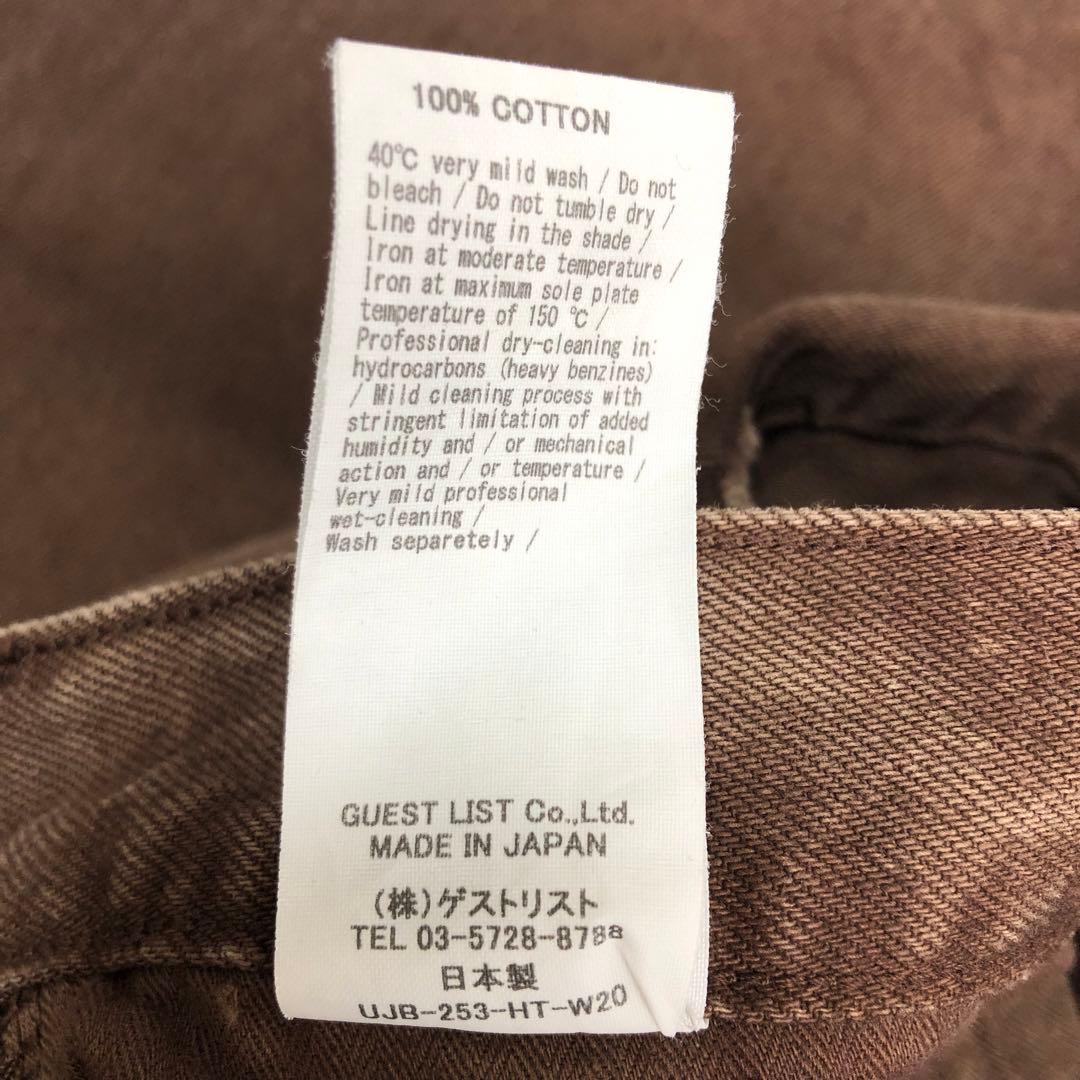 100% COTTON
40℃ very mild wash / Do not
bleach / Do not tumble dry /
Line drying in the shade /
Iron at moderate temperature /
Iron at maximum sole plate
temperature of 150 ℃ /
Professional dry-cleaning in:
hydrocarbons (heavy benzines)
/ Mild cleaning process with
stringent limitation of added
humidity and / or mechanical
action and / or temperature /
Very mild professional
wet-cleaning /
Wash separetely /
GUEST LIST Co.,Ltd.
MADE IN JAPAN
(株)ゲストリスト
TEL 03-5728-8788
日本製
UJB-253-HT-W20